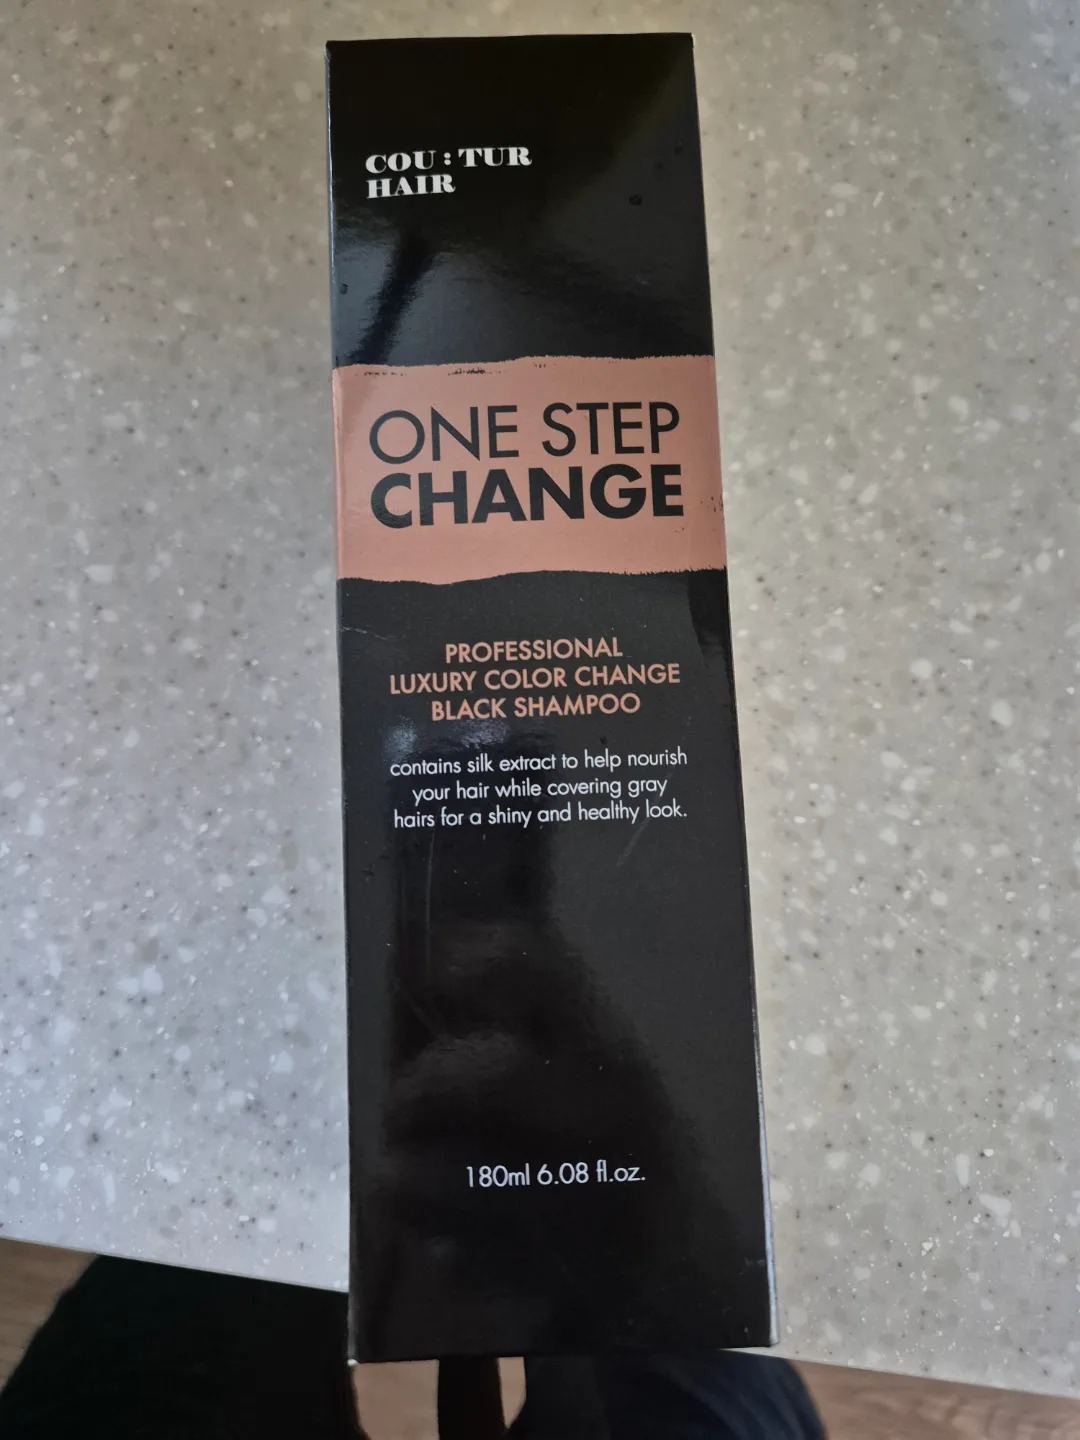 COU:TUR
HAIR
ONE STEP
CHANGE
PROFESSIONAL
LUXURY COLOR CHANGE
BLACK SHAMPOO
contains silk extract to help nourish
your hair while covering gray
hairs for a shiny and healthy look.
180ml 6.08 fl.oz.